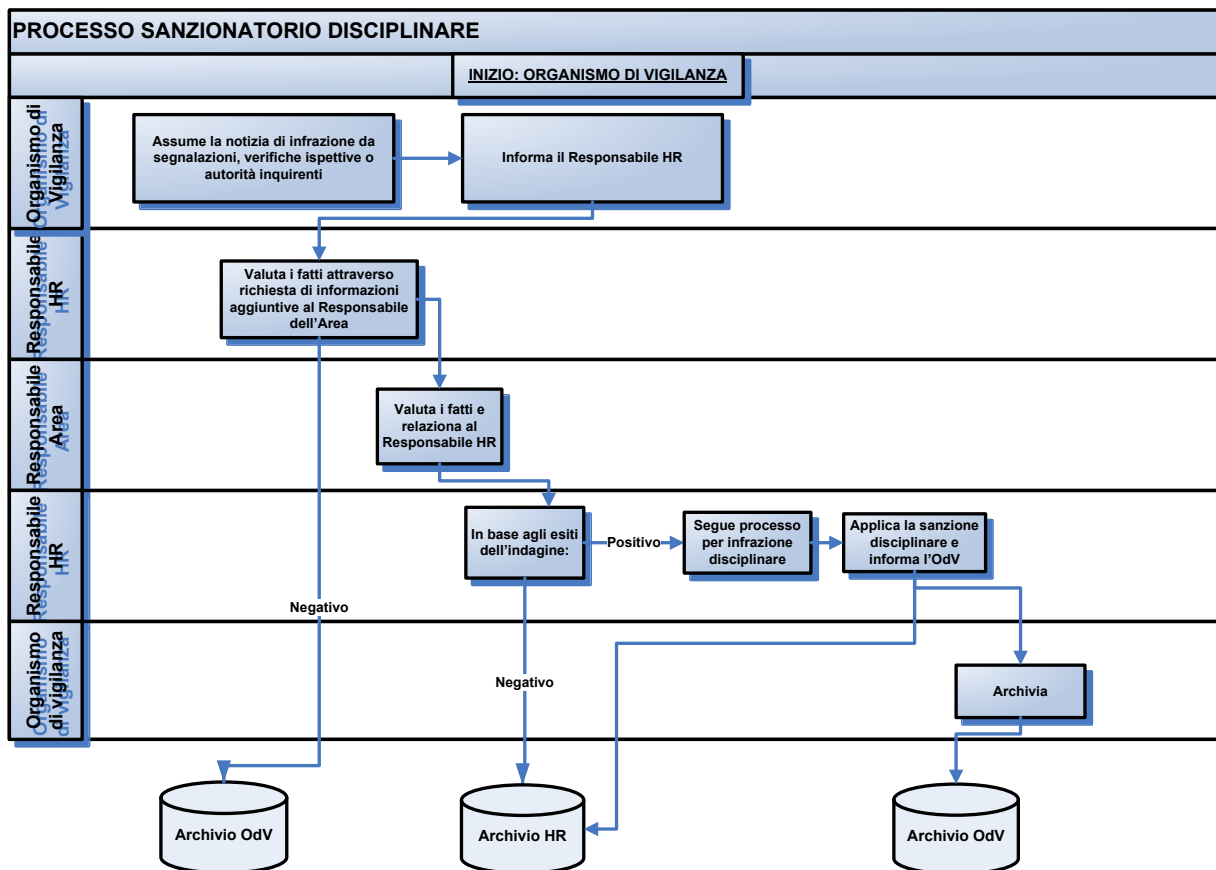 PROCESSO SANZIONATORIO DISCIPLINARE
INIZIO: ORGANISMO DI VIGILANZA
Organismo di
Vigilanza
Assume la notizia di infrazione da
segnalazioni, verifiche ispettive o
autorità inquirenti
Informa il Responsabile HR
Responsabile
HR
Valuta i fatti attraverso
richiesta di informazioni
aggiuntive al Responsabile
dell'Area
Responsabile
Area
Valuta i fatti e
relaziona al
Responsabile HR
Responsabile
HR
In base agli esiti
dell'indagine:
Positivo
Segue processo
per infrazione
disciplinare
Applica la sanzione
disciplinare e
informa l'OdV
Negativo
Organismo
di vigilanza
Negativo
Archivia
Archivio OdV
Archivio HR
Archivio OdV